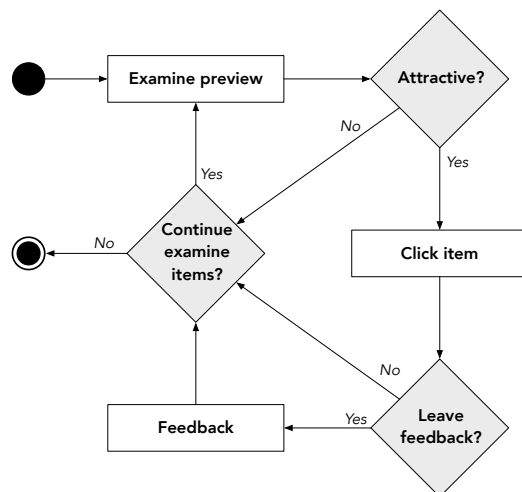 Examine preview
Attractive?
No
Yes
Yes
Continue
examine
items?
No
Click item
No
Feedback
Yes
Leave
feedback?